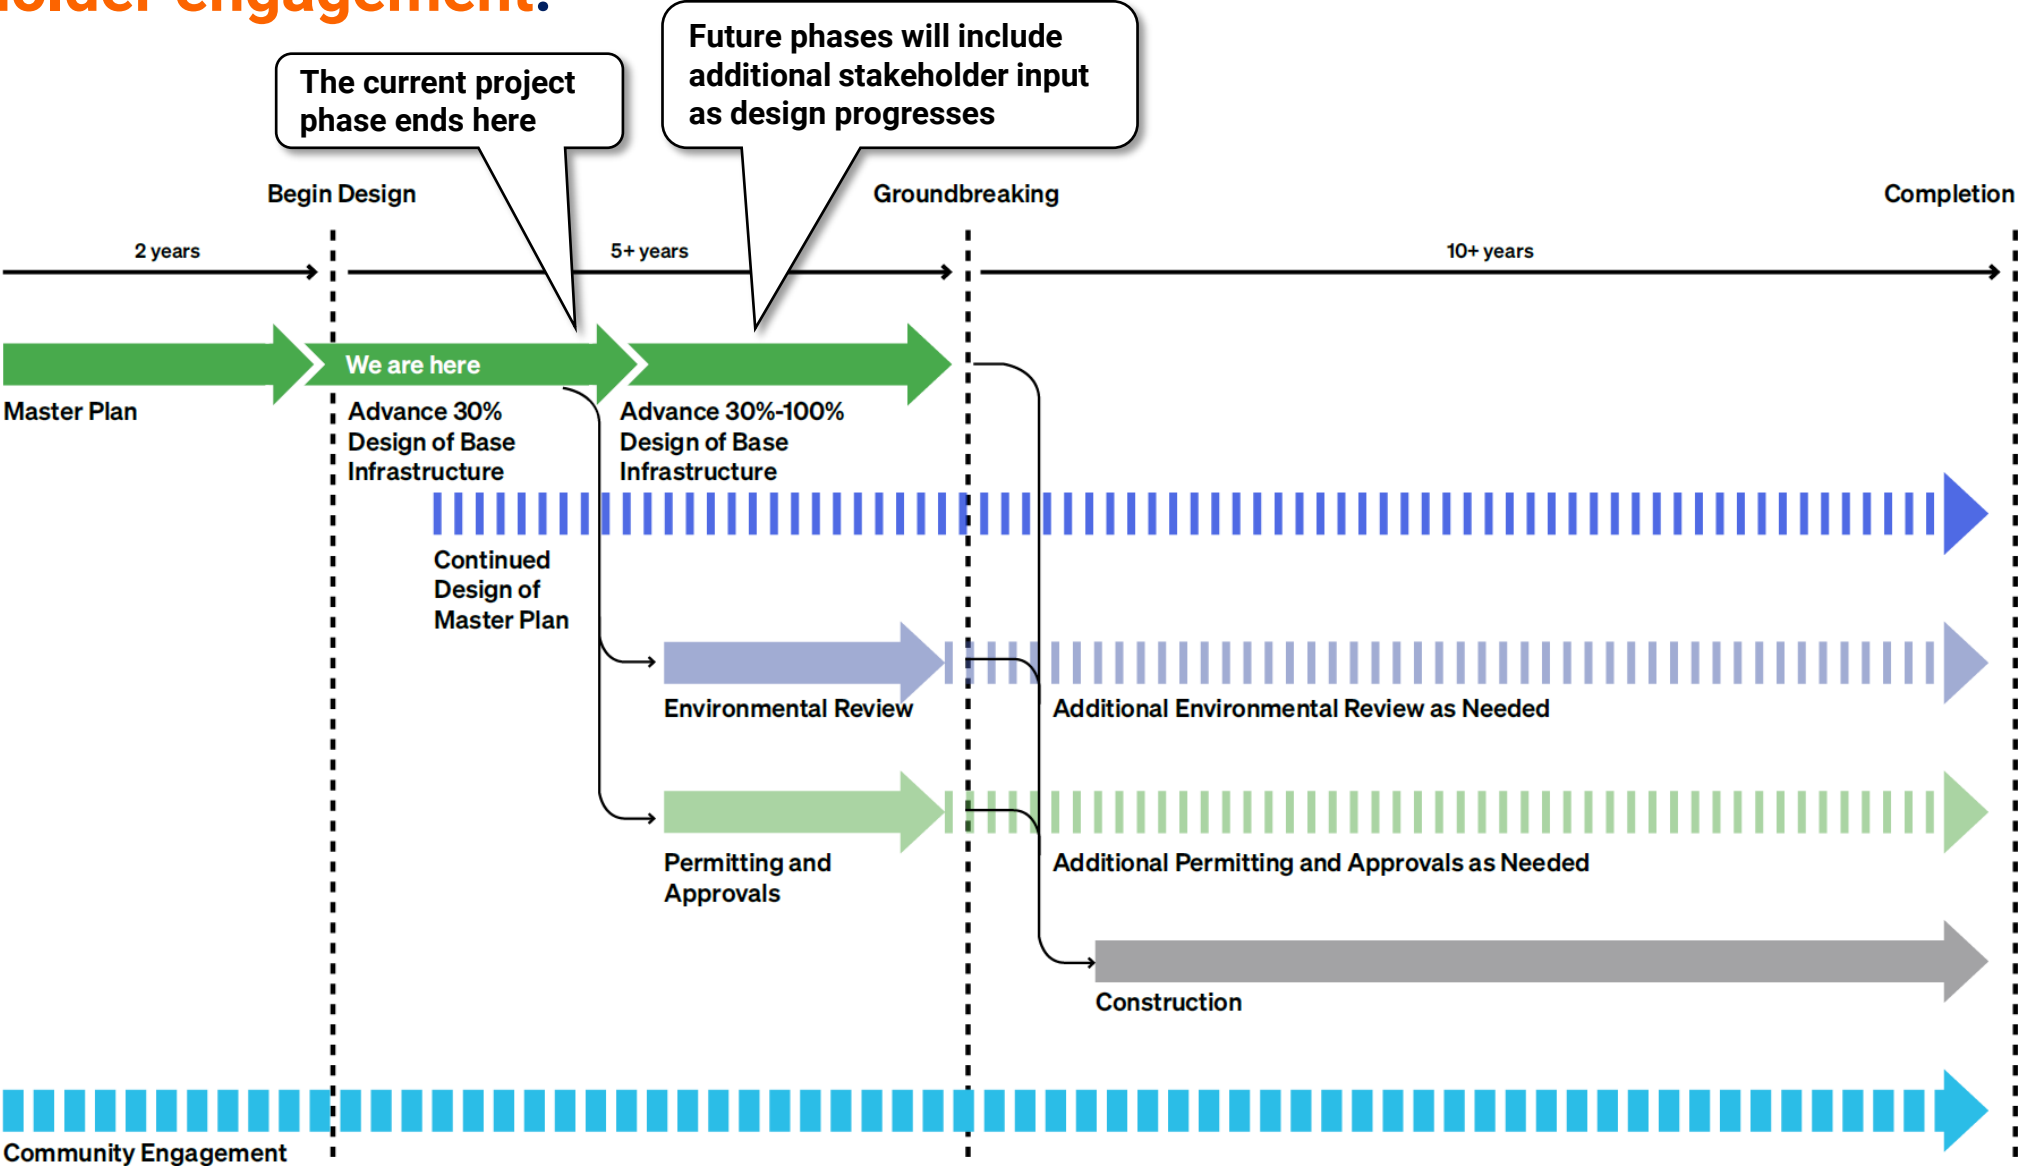 engagement.
The current project
phase ends here
Future phases will include
additional stakeholder input
as design progresses
Begin Design
Groundbreaking
Completion
2 years
5+ years
10+ years
We are here
Master Plan
Advance 30%
Design of Base
Infrastructure
Advance 30%-100%
Design of Base
Infrastructure
Continued
Design of
Master Plan
Environmental Review
Additional Environmental Review as Needed
Permitting and
Approvals
Additional Permitting and Approvals as Needed
Construction
Community Engagement